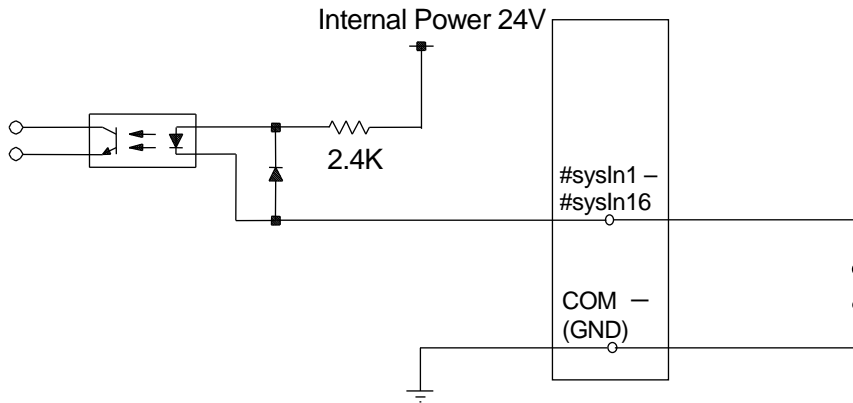 Internal Power 24V
2.4K
#sysIn1 –
#sysIn16
COM –
(GND)